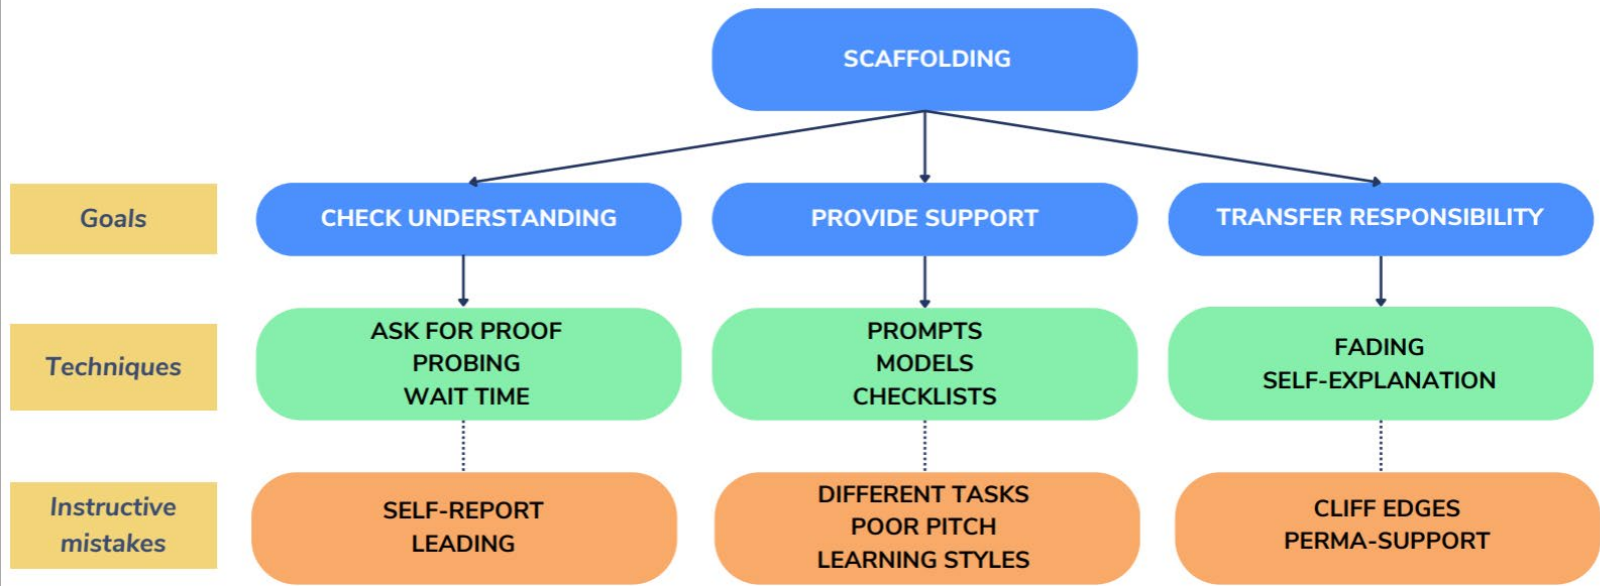 SCAFFOLDING
Goals
CHECK UNDERSTANDING
PROVIDE SUPPORT
TRANSFER RESPONSIBILITY
Techniques
ASK FOR PROOF
PROBING
WAIT TIME
PROMPTS
MODELS
CHECKLISTS
FADING
SELF-EXPLANATION
Instructive
mistakes
SELF-REPORT
LEADING
DIFFERENT TASKS
POOR PITCH
LEARNING STYLES
CLIFF EDGES
PERMA-SUPPORT